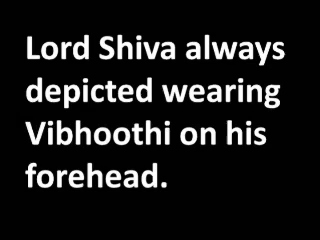 Lord Shiva always
depicted wearing
Vibhoothi on his
forehead.